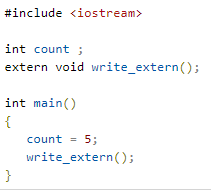 #include <iostream>
int count ;
extern void write_extern();
int main()
{
   count = 5;
   write_extern();
}